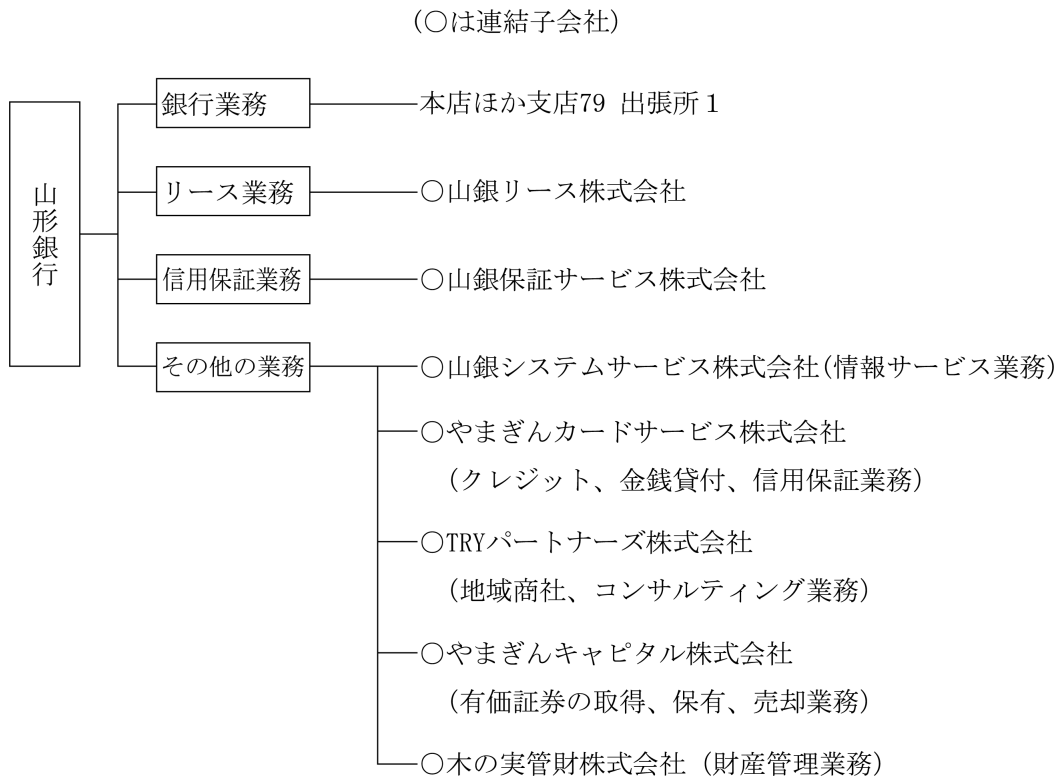 (○は連結子会社)
山形銀行
銀行業務
本店ほか支店79 出張所1
リース業務
○山銀リース株式会社
信用保証業務
○山銀保証サービス株式会社
その他の業務
○山銀システムサービス株式会社(情報サービス業務)
○やまぎんカードサービス株式会社
(クレジット、金銭貸付、信用保証業務)
○TRYパートナーズ株式会社
(地域商社、コンサルティング業務)
○やまぎんキャピタル株式会社
(有価証券の取得、保有、売却業務)
○木の実管財株式会社 (財産管理業務)